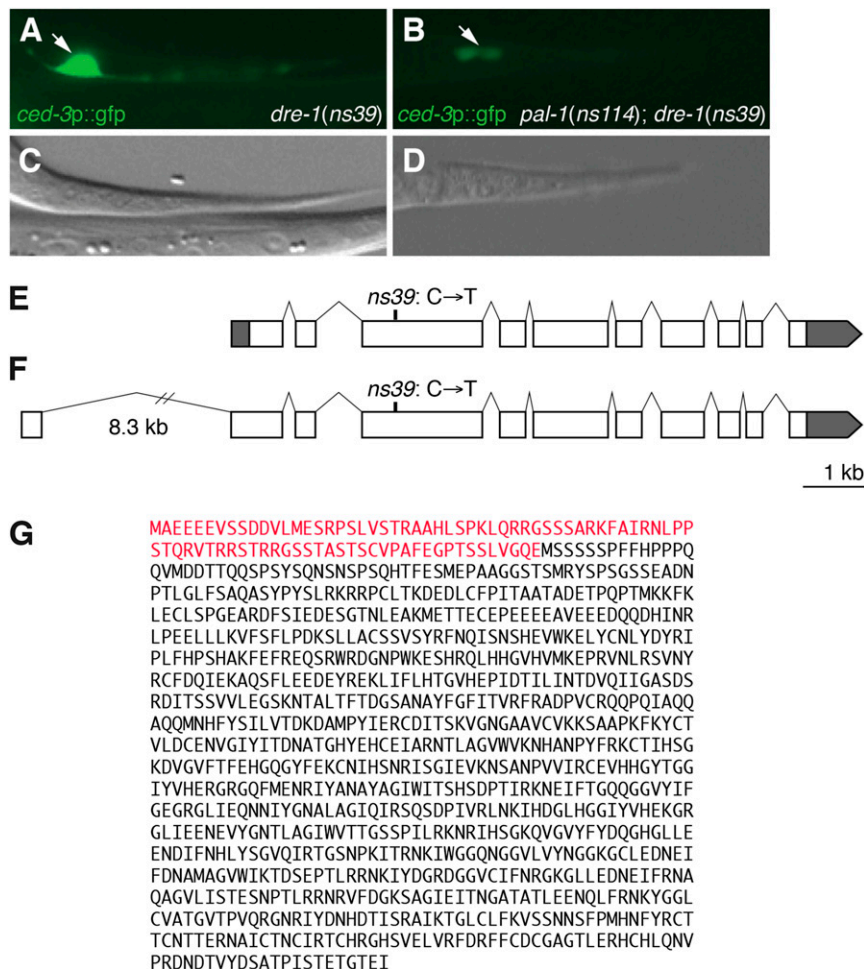 A
B
ced-3p::gfp
dre-1(ns39)
ced-3p::gfp
pal-1(ns114); dre-1(ns39)
C
D
E
ns39: C→T
F
ns39: C→T
8.3 kb
1 kb
G
MAEEEEVSSDDVLMESRPSLVSTRAAHLSPKLQRRGSSSARKFAIRNLPP
STQRVTRRSTRRGSSTASTSCVPAFEGPTSSLVGQEMSSSSSPFFHPPPQ
QVMDDTTQQSPSYSQNSNSPSQHTFESMEPAAGGSTSMRYSPSGSSEADN
PTLGLFSAQASYPYSLRKRRPCLTKDEDLCFPITAATADETPQPTMKKFK
LECLSPGEARDFSIEDESGTNLEAKMETTECEPEEEEAVEEEDQQDHINR
LPEELLLKVFSFLPDKSLLACSSVSYRFNQISNSHEVWKELYCNLYDYRI
PLFHPSHAKFEFREQSRWRDGNPWKESHRQLHHGVHVMKEPRVNLRSVNY
RCFDQIEKAQSFLEEDEYREKLIFLHTGVHEPIDTILINTDVQIIGASDS
RDITSSVVLEGSKNTALTFTDGSANAYFGFITVRFRADPVCRQQPQIAQQ
AQQMNHFYSILVTDKDAMPYIERCDITSKVGNGAAVCVKKSAAPKFKYCT
VLDCENVGIYITDNATGHYEHCEIARNTLAGVWVKNHANPYFRKCTIHSG
KDVGVFTFEHGQGYFEKCNIHSNRISGIEVKNSANPVVIRCEVHHGYTGG
IYVHERGRGQFMENRIYANAYAGIWITSHSDPTIRKNEIFTGQQGGVYIF
GEGRGLIEQNNIYGNALAGIQIRSQSDPIVRLNKIHDGLHGGIYVHEKGR
GLIEENEVYGNTLAGIWVTTGSSPILRKNRIHSGKQVGVYFYDQGHGLLE
ENDIFNHLYSGVQIRTGSNPKITRNKIWGGQNGGVLVYNGGKGCLEDNEI
FDNAMAGVWIKTDSEPTLRRNKIYDGRDGGVCIFNRGKGLLEDNEIFRNA
QAGVLISTESNPTLRRNRVFDGKSAGIEITNGATATLEENQLFRNKYGGL
CVATGVTPVQRGNRIYDNHDTISRAIKTGLCLFKVSSNNSFPMHNFYRCT
TCNTTERNAICTNCIRTCHRGHSVELVRFDRFFCDCGAGTLERHCHLQNV
PRDNDTVYDSATPISTETGTEI